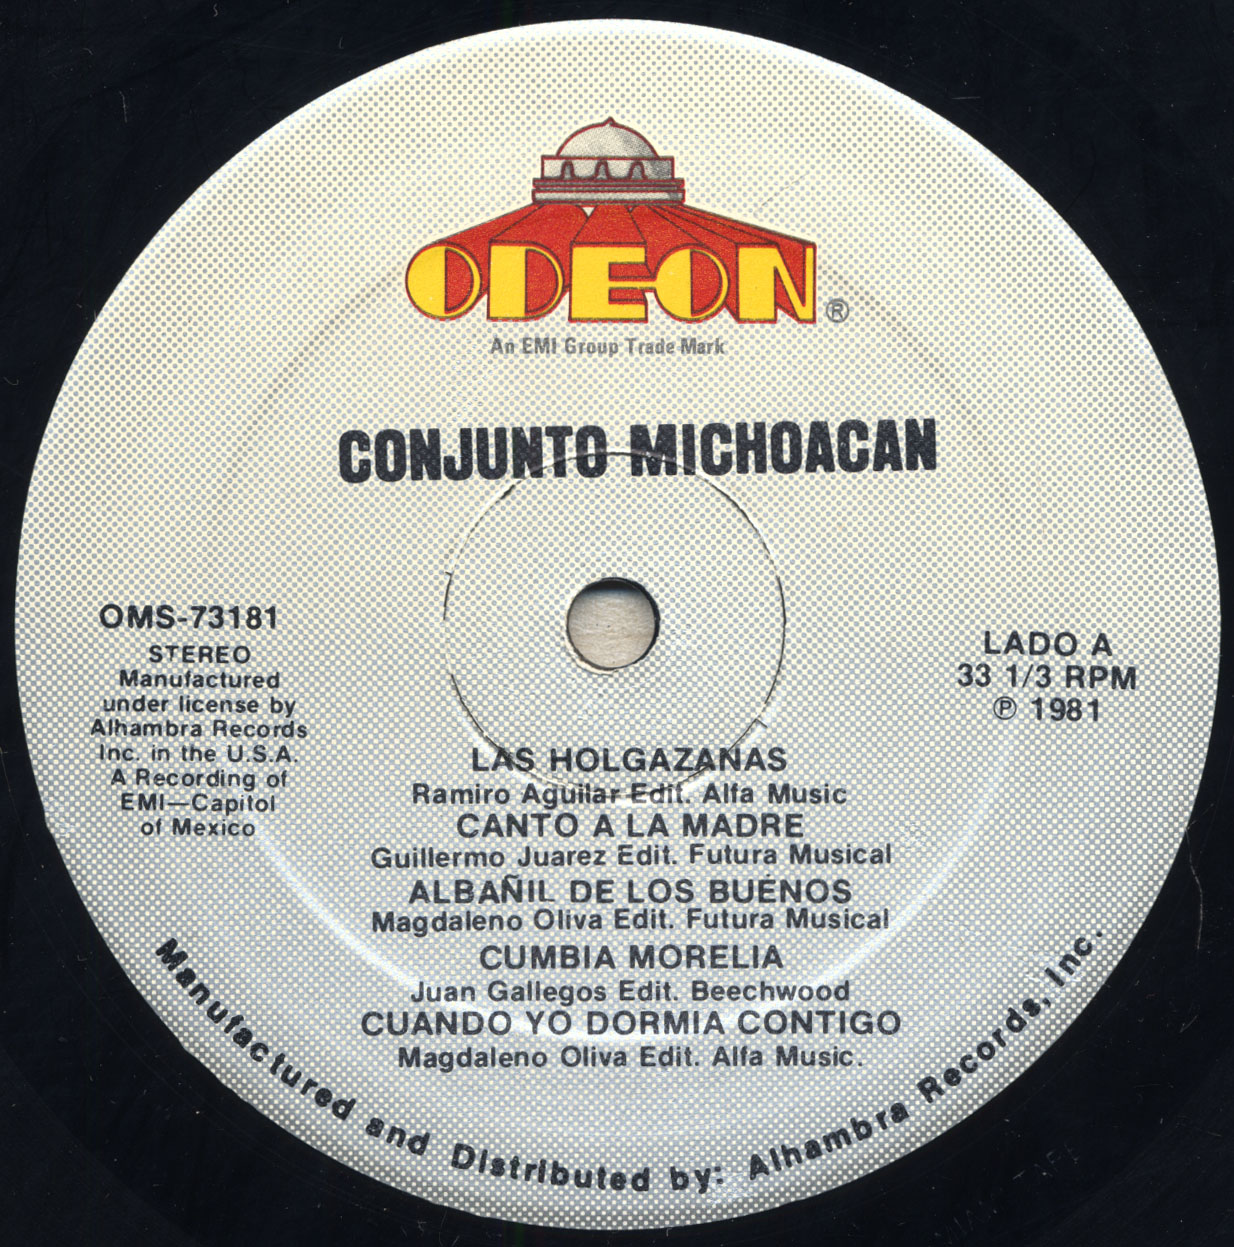 ODEON ®
An EMI Group Trade Mark
CONJUNTO MICHOACAN
OMS-73181
STEREO
Manufactured
under license by
Alhambra Records
Inc. in the U.S.A.
A Recording of
EMI—Capitol
of Mexico
LADO A
33 1/3 RPM
℗ 1981
LAS HOLGAZANAS
Ramiro Aguilar Edit. Alfa Music
CANTO A LA MADRE
Guillermo Juarez Edit. Futura Musical
ALBAÑIL DE LOS BUENOS
Magdaleno Oliva Edit. Futura Musical
CUMBIA MORELIA
Juan Gallegos Edit. Beechwood
CUANDO YO DORMIA CONTIGO
Magdaleno Oliva Edit. Alfa Music.
Manufactured and Distributed by: Alhambra Records, Inc.